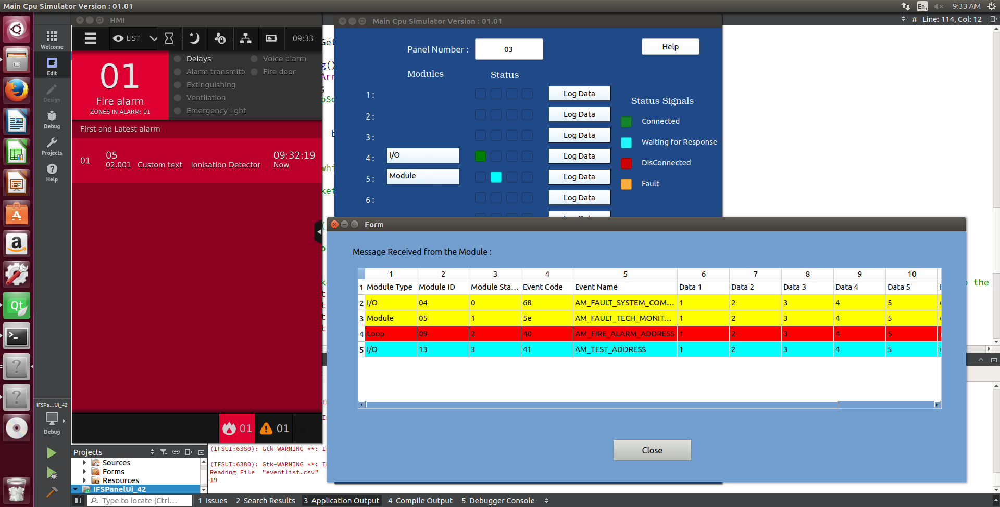 Main Cpu Simulator Version : 01.01
En1
9:33 AM
HMI
LIST
09:33
01
Fire alarm
ZONES IN ALARM: 01
Delays
Voice alarm
Alarm transmitte
Fire door
Extinguishing
Ventilation
Emergency light
First and Latest alarm
01
05
02.001 Custom text Ionisation Detector
09:32:19
Now
01
01
Welcome
Edit
Design
Debug
Projects
Help
IFSPa...Ui_42
Debug
Main Cpu Simulator Version : 01.01
Panel Number :
03
Help
Modules
Status
1 : Log Data
2 : Log Data
3 : Log Data
4 : I/O Log Data
5 : Module Log Data
6 : Log Data
Status Signals
Connected
Waiting for Response
DisConnected
Fault
# Line: 114, Col: 12
Get
g()
Arr
;
whi
ket
the
Form
Message Received from the Module :
1 2 3 4 5 6 7 8 9 10
1 Module Type Module ID Module Sta... Event Code Event Name Data 1 Data 2 Data 3 Data 4 Data 5
2 I/O 04 0 68 AM_FAULT_SYSTEM_COM... 1 2 3 4 5
3 Module 05 1 5e AM_FAULT_TECH_MONIT... 1 2 3 4 5
4 Loop 09 2 40 AM_FIRE_ALARM_ADDRESS 1 2 3 4 5
5 I/O 13 3 41 AM_TEST_ADDRESS 1 2 3 4 5
Close
Projects
Sources
Forms
Resources
IFSPanelUi_42
(IFSUI:6380): Gtk-WARNING **: I
(IFSUI:6380): Gtk-WARNING **: I
Reading File "eventlist.csv"
19
Type to locate (Ctrl...
1 Issues 2 Search Results 3 Application Output 4 Compile Output 5 Debugger Console